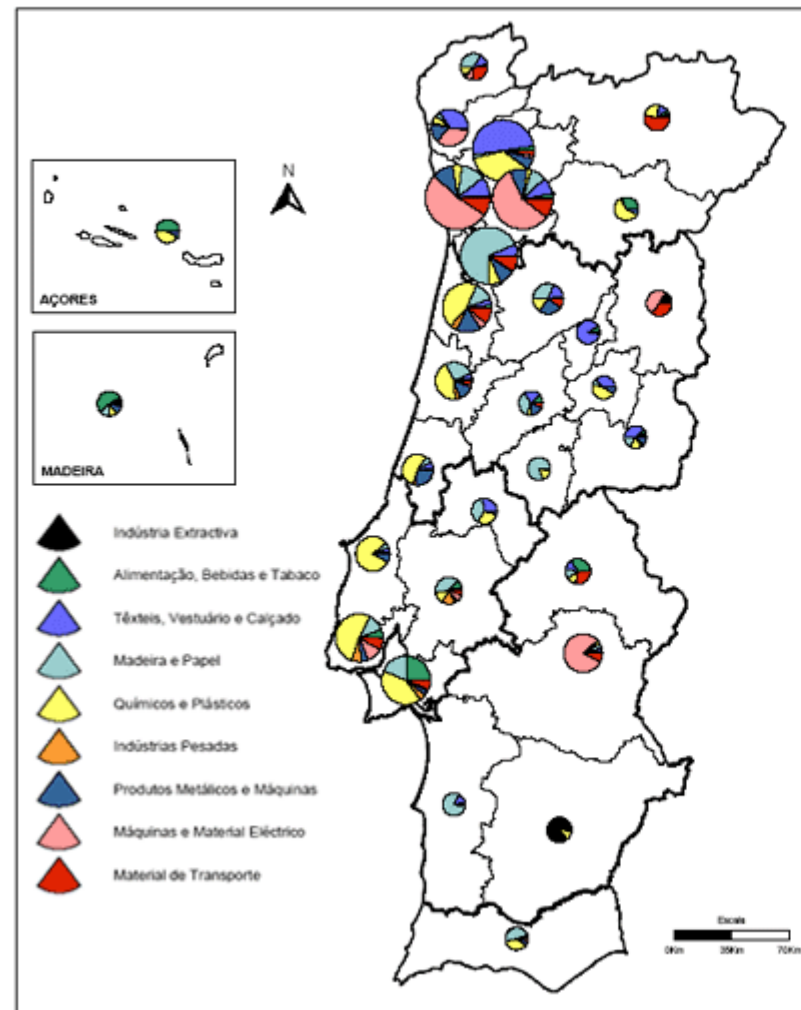 N
AÇORES
MADEIRA
Indústria Extractiva
Alimentação, Bebidas e Tabaco
Têxteis, Vestuário e Calçado
Madeira e Papel
Químicos e Plásticos
Indústrias Pesadas
Produtos Metálicos e Máquinas
Máquinas e Material Eléctrico
Material de Transporte
Escala
0Km 35Km 70Km